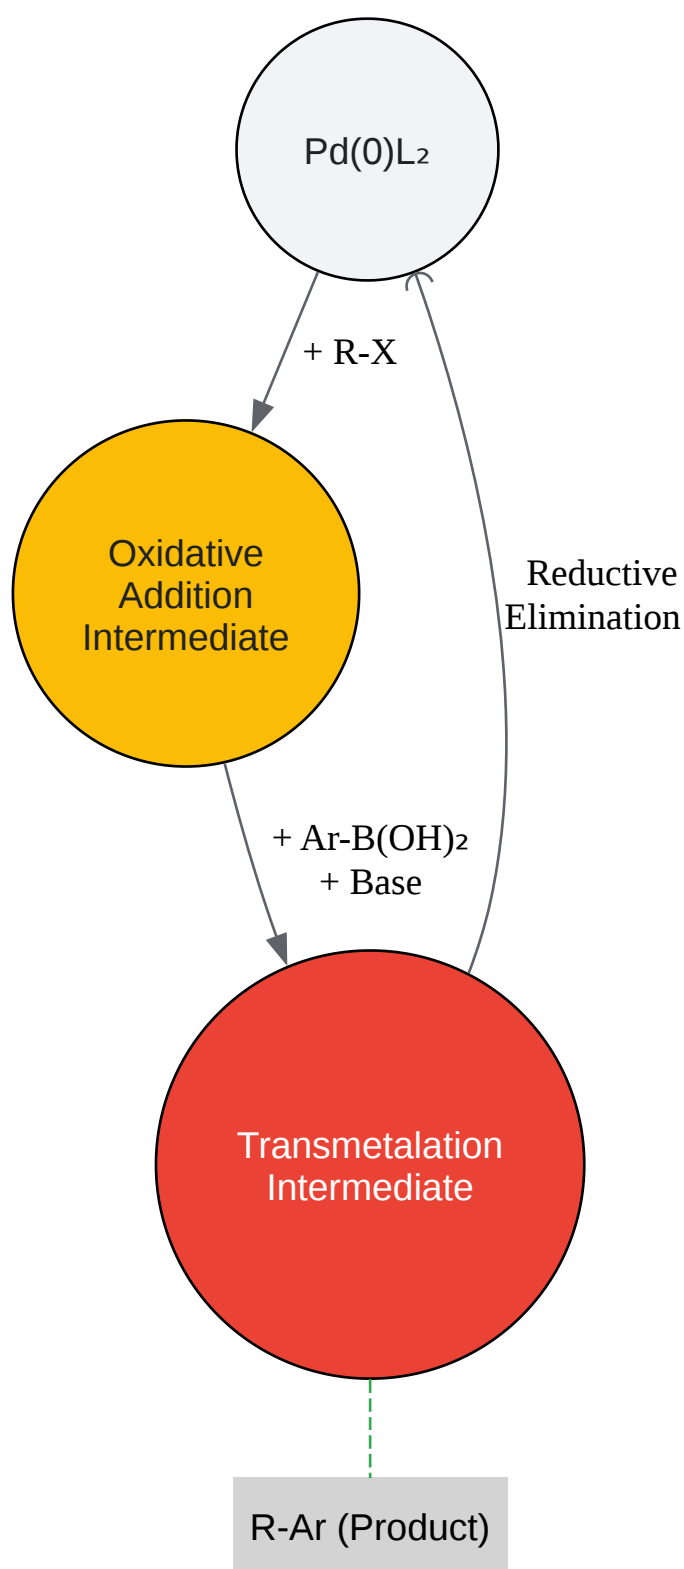 Pd(0)L₂
+ R-X
Oxidative
Addition
Intermediate
Reductive
Elimination
+ Ar-B(OH)₂
+ Base
Transmetalation
Intermediate
R-Ar (Product)